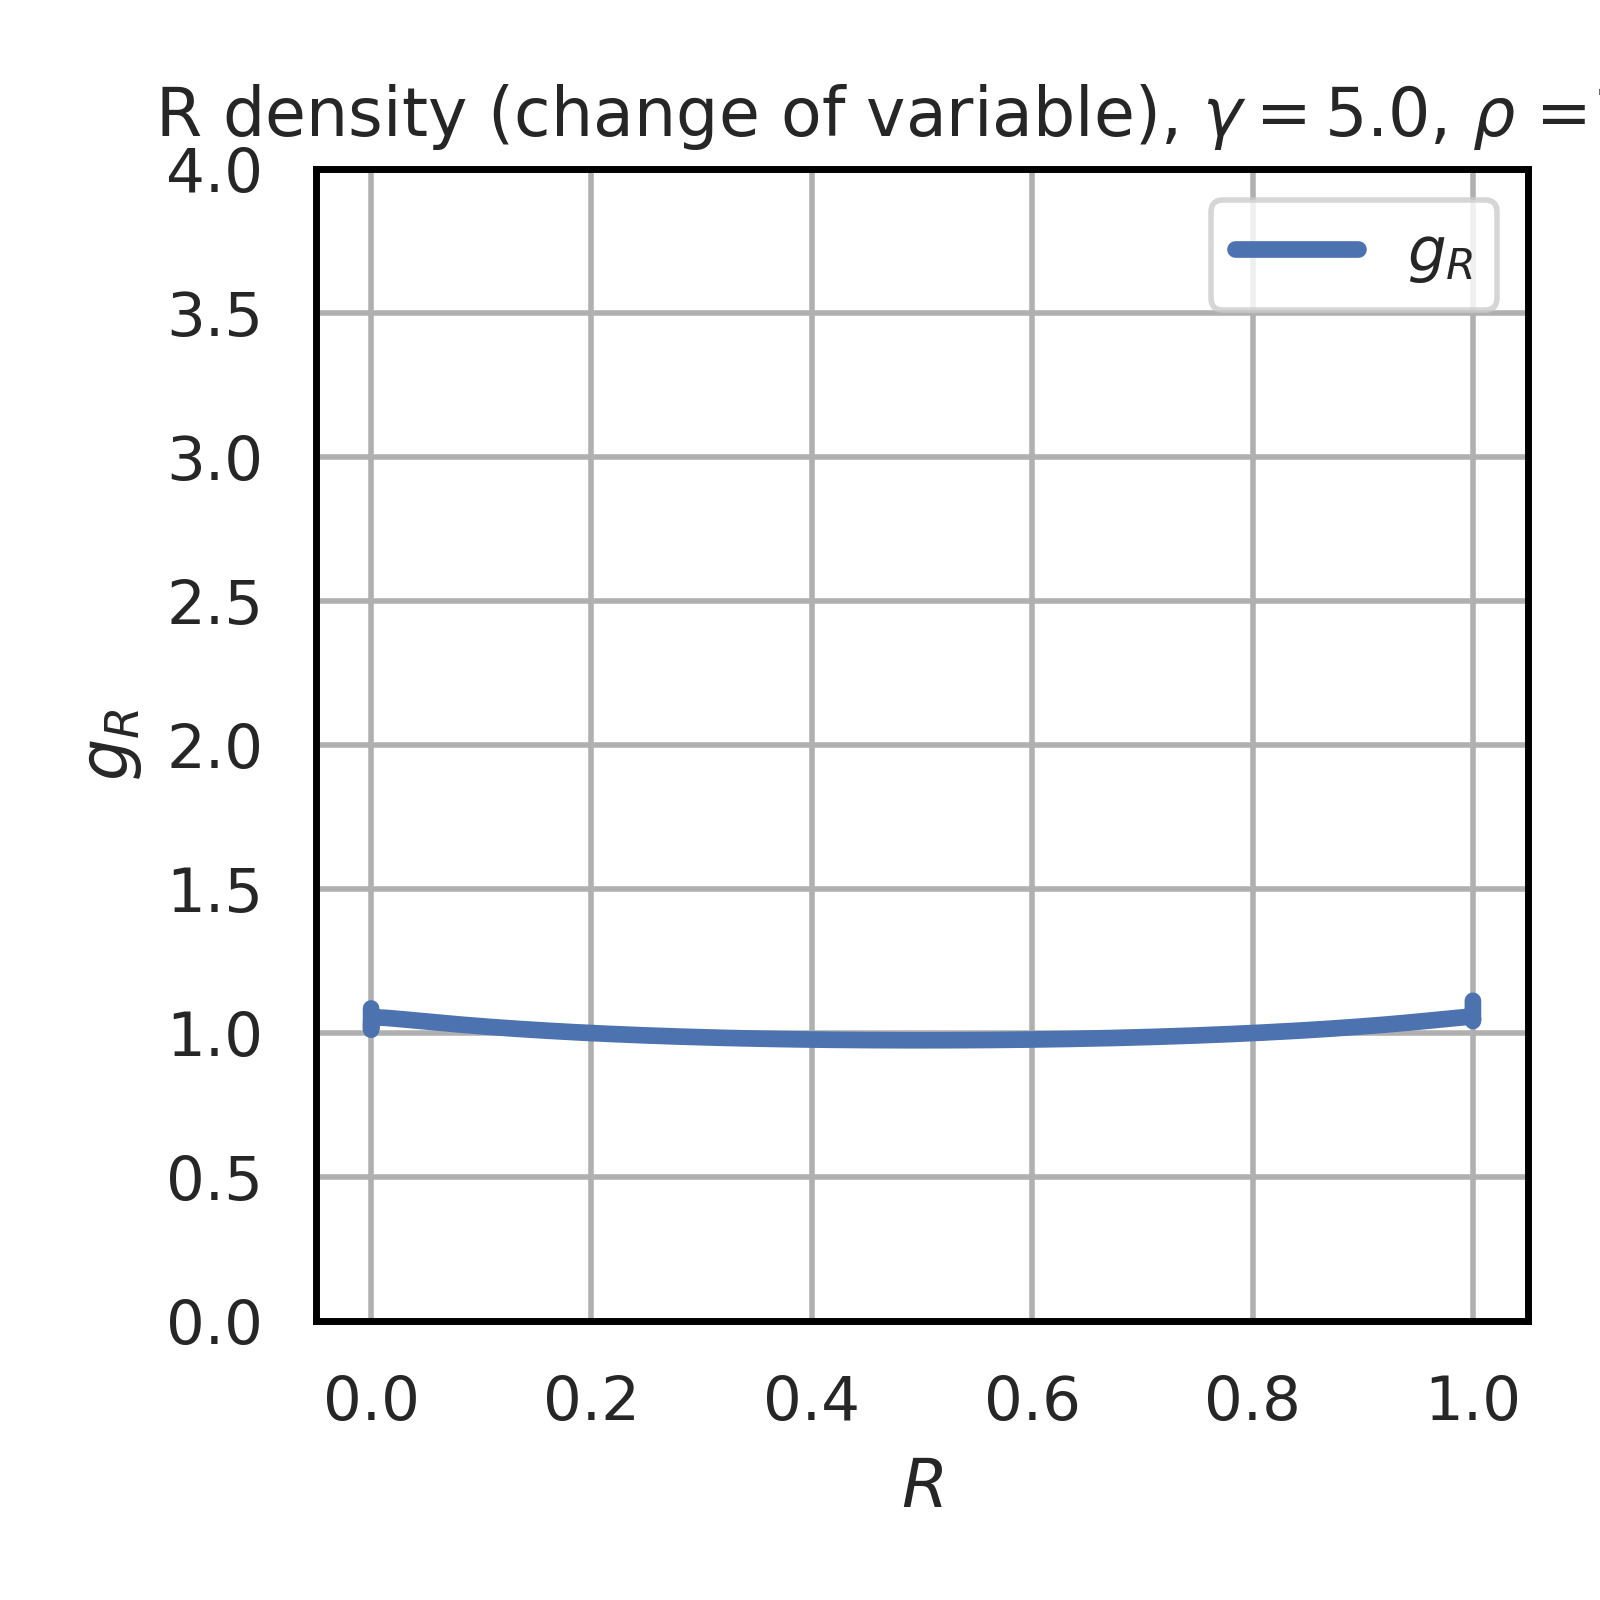 R density (change of variable), γ = 5.0, ρ =
g_R
4.0
3.5
3.0
2.5
2.0
1.5
1.0
0.5
0.0
g_R
0.0 0.2 0.4 0.6 0.8 1.0
R